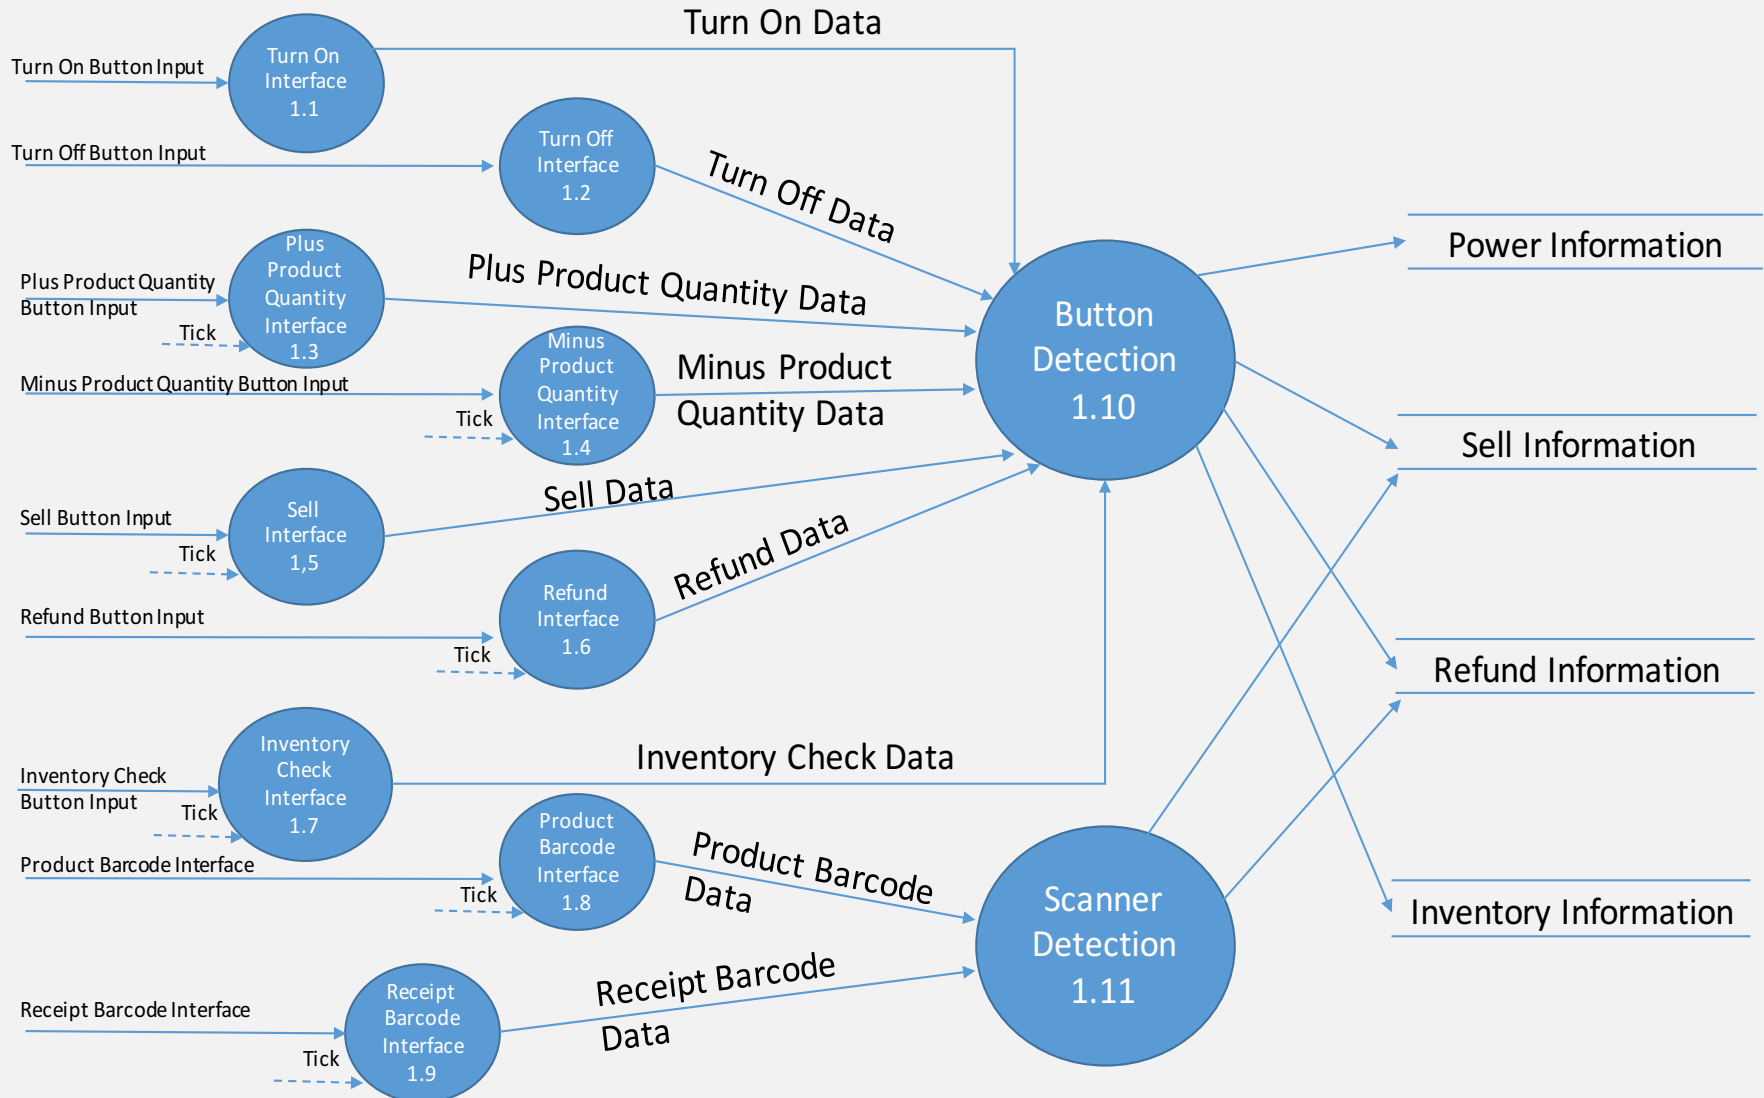 Turn On Data
Turn On Button Input
Turn On
Interface
1.1
Turn Off Button Input
Turn Off
Interface
1.2
Turn Off Data
Plus Product Quantity
Button Input
Tick
Plus
Product
Quantity
Interface
1.3
Plus Product Quantity Data
Minus Product Quantity Button Input
Tick
Minus
Product
Quantity
Interface
1.4
Minus Product
Quantity Data
Sell Button Input
Tick
Sell
Interface
1,5
Sell Data
Refund Button Input
Tick
Refund
Interface
1.6
Refund Data
Button
Detection
1.10
Power Information
Sell Information
Refund Information
Inventory Information
Inventory Check
Button Input
Tick
Inventory
Check
Interface
1.7
Inventory Check Data
Product Barcode Interface
Tick
Product
Barcode
Interface
1.8
Product Barcode
Data
Receipt Barcode Interface
Tick
Receipt
Barcode
Interface
1.9
Receipt Barcode
Data
Scanner
Detection
1.11